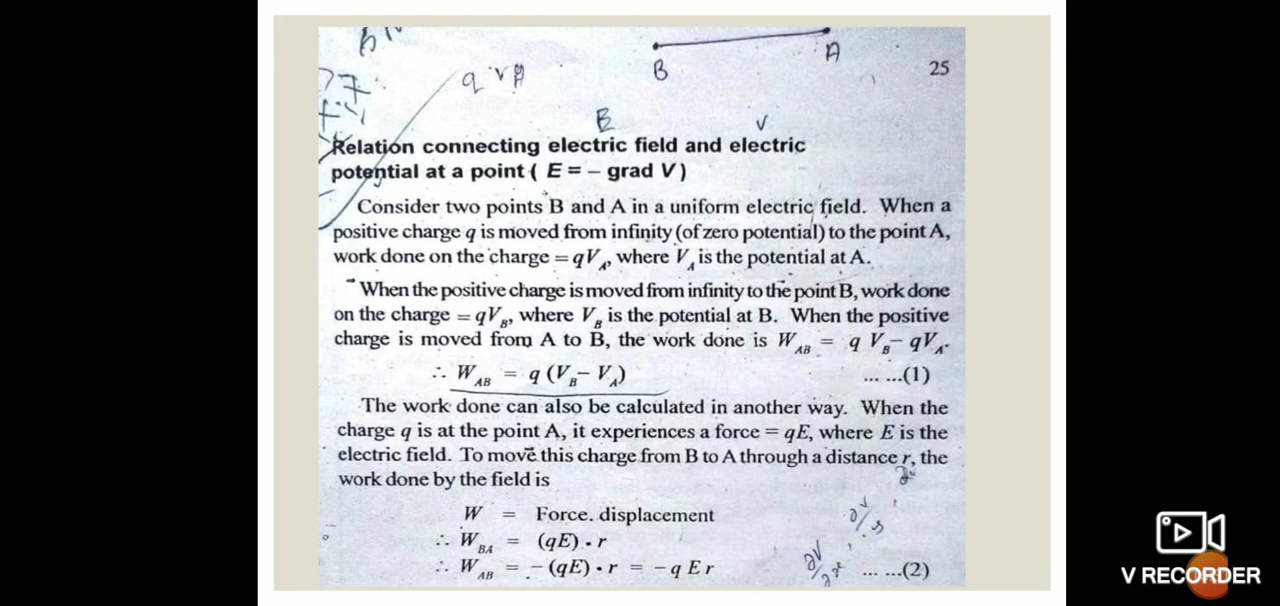 B A
25
q V A
E V
Relation connecting electric field and electric
potential at a point ( E = – grad V )
Consider two points B and A in a uniform electric field. When a
positive charge q is moved from infinity (of zero potential) to the point A,
work done on the charge = qV_A, where V_A is the potential at A.
When the positive charge is moved from infinity to the point B, work done
on the charge = qV_B, where V_B is the potential at B. When the positive
charge is moved from A to B, the work done is W_AB = q V_B – qV_A.
∴ W_AB = q (V_B – V_A) ... ...(1)
The work done can also be calculated in another way. When the
charge q is at the point A, it experiences a force = qE, where E is the
electric field. To move this charge from B to A through a distance r, the
work done by the field is
W = Force. displacement
∴ W_BA = (qE) • r
∴ W_AB = – (qE) • r = – q E r ∂V/∂x ... ...(2)
V RECORDER